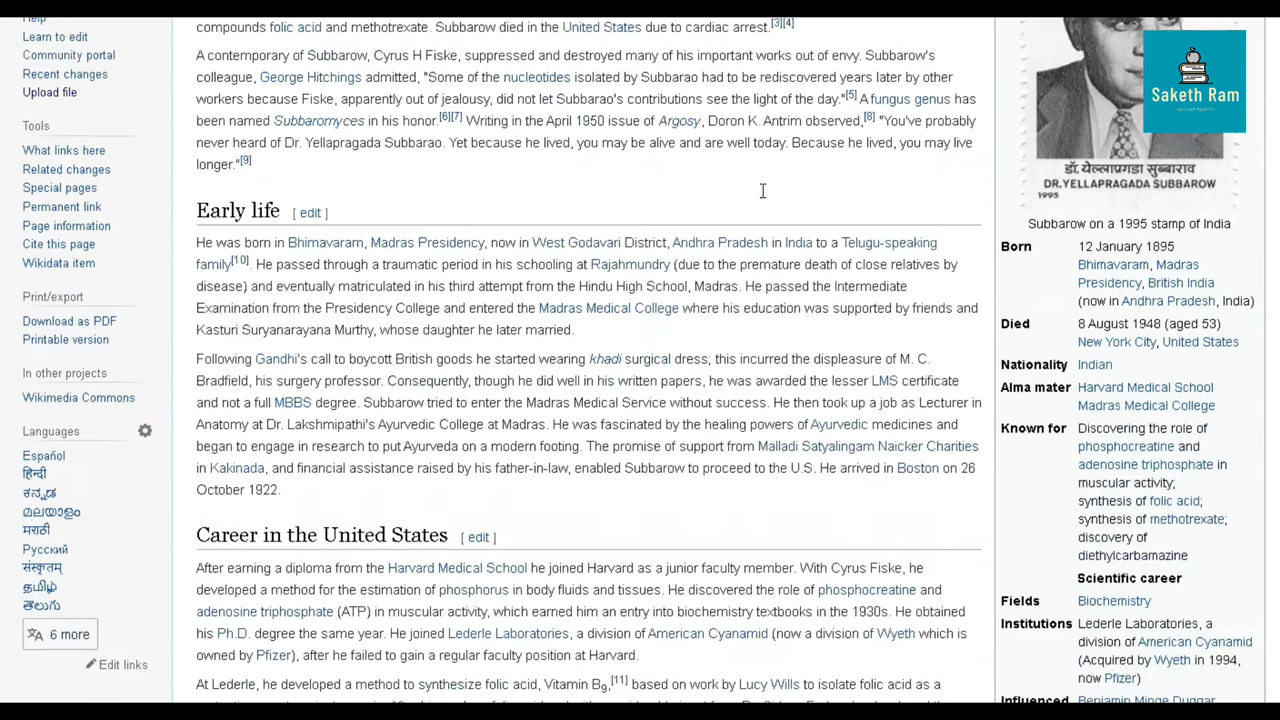 Help
Learn to edit
Community portal
Recent changes
Upload file
Tools
What links here
Related changes
Special pages
Permanent link
Page information
Cite this page
Wikidata item
Print/export
Download as PDF
Printable version
In other projects
Wikimedia Commons
Languages
Español
हिन्दी
ಕನ್ನಡ
മലയാളം
मराठी
Русский
संस्कृतम्
தமிழ்
తెలుగు
6 more
Edit links
compounds folic acid and methotrexate. Subbarow died in the United States due to cardiac arrest.[3][4]
A contemporary of Subbarow, Cyrus H Fiske, suppressed and destroyed many of his important works out of envy. Subbarow's
colleague, George Hitchings admitted, "Some of the nucleotides isolated by Subbarao had to be rediscovered years later by other
workers because Fiske, apparently out of jealousy, did not let Subbarao's contributions see the light of the day."[5] A fungus genus has
been named Subbaromyces in his honor.[6][7] Writing in the April 1950 issue of Argosy, Doron K. Antrim observed,[8] "You've probably
never heard of Dr. Yellapragada Subbarao. Yet because he lived, you may be alive and are well today. Because he lived, you may live
longer."[9]
Early life [ edit ]
He was born in Bhimavaram, Madras Presidency, now in West Godavari District, Andhra Pradesh in India to a Telugu-speaking
family[10]. He passed through a traumatic period in his schooling at Rajahmundry (due to the premature death of close relatives by
disease) and eventually matriculated in his third attempt from the Hindu High School, Madras. He passed the Intermediate
Examination from the Presidency College and entered the Madras Medical College where his education was supported by friends and
Kasturi Suryanarayana Murthy, whose daughter he later married.
Following Gandhi's call to boycott British goods he started wearing khadi surgical dress; this incurred the displeasure of M. C.
Bradfield, his surgery professor. Consequently, though he did well in his written papers, he was awarded the lesser LMS certificate
and not a full MBBS degree. Subbarow tried to enter the Madras Medical Service without success. He then took up a job as Lecturer in
Anatomy at Dr. Lakshmipathi's Ayurvedic College at Madras. He was fascinated by the healing powers of Ayurvedic medicines and
began to engage in research to put Ayurveda on a modern footing. The promise of support from Malladi Satyalingam Naicker Charities
in Kakinada, and financial assistance raised by his father-in-law, enabled Subbarow to proceed to the U.S. He arrived in Boston on 26
October 1922.
Career in the United States [ edit ]
After earning a diploma from the Harvard Medical School he joined Harvard as a junior faculty member. With Cyrus Fiske, he
developed a method for the estimation of phosphorus in body fluids and tissues. He discovered the role of phosphocreatine and
adenosine triphosphate (ATP) in muscular activity, which earned him an entry into biochemistry textbooks in the 1930s. He obtained
his Ph.D. degree the same year. He joined Lederle Laboratories, a division of American Cyanamid (now a division of Wyeth which is
owned by Pfizer), after he failed to gain a regular faculty position at Harvard.
At Lederle, he developed a method to synthesize folic acid, Vitamin B9,[11] based on work by Lucy Wills to isolate folic acid as a
Saketh Ram
डॉ. येल्लाप्रगडा सुब्बाराव
DR.YELLAPRAGADA SUBBAROW
1995
Subbarow on a 1995 stamp of India
Born 12 January 1895
Bhimavaram, Madras
Presidency, British India
(now in Andhra Pradesh, India)
Died 8 August 1948 (aged 53)
New York City, United States
Nationality Indian
Alma mater Harvard Medical School
Madras Medical College
Known for Discovering the role of
phosphocreatine and
adenosine triphosphate in
muscular activity;
synthesis of folic acid;
synthesis of methotrexate;
discovery of
diethylcarbamazine
Scientific career
Fields Biochemistry
Institutions Lederle Laboratories, a
division of American Cyanamid
(Acquired by Wyeth in 1994,
now Pfizer)
Influenced Benjamin Minge Duggar